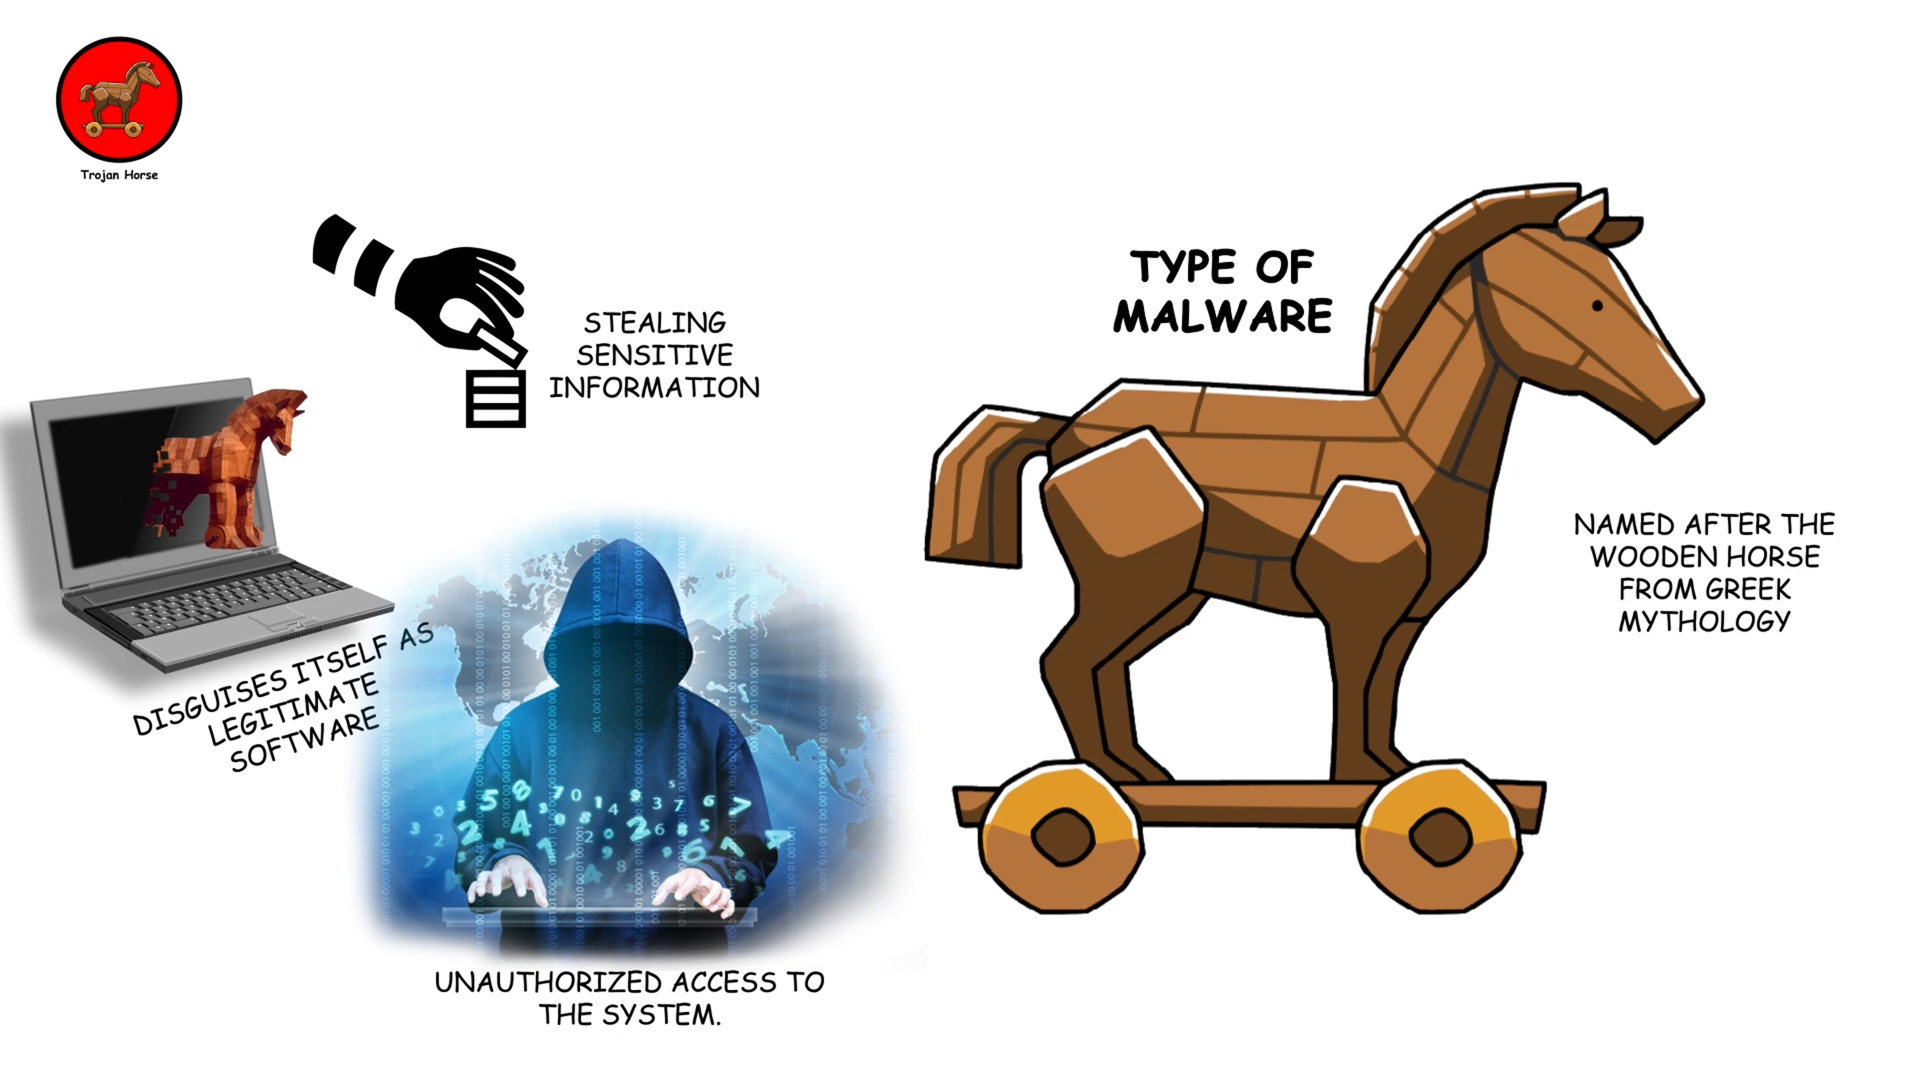 Trojan Horse
STEALING
SENSITIVE
INFORMATION
TYPE OF
MALWARE
DISGUISES ITSELF AS
LEGITIMATE
SOFTWARE
NAMED AFTER THE
WOODEN HORSE
FROM GREEK
MYTHOLOGY
UNAUTHORIZED ACCESS TO
THE SYSTEM.